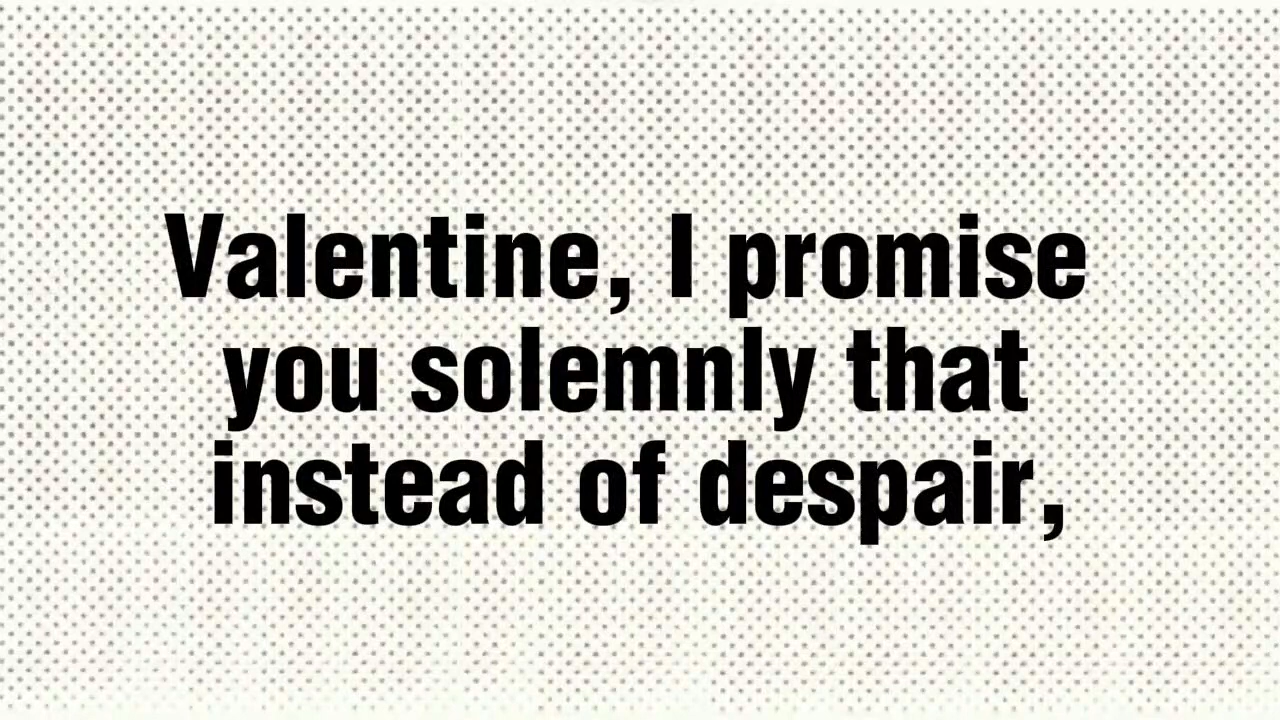 Valentine, I promise
you solemnly that
instead of despair,